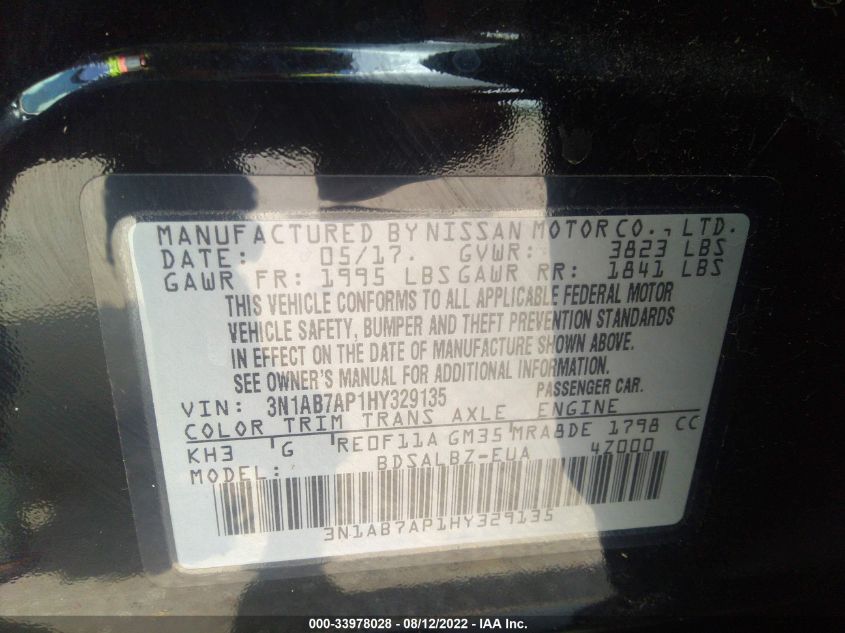 MANUFACTURED BY NISSAN MOTOR CO., LTD.
DATE: 05/17. GVWR: 3823 LBS
GAWR FR: 1995 LBS GAWR RR: 1841 LBS
THIS VEHICLE CONFORMS TO ALL APPLICABLE FEDERAL MOTOR
VEHICLE SAFETY, BUMPER AND THEFT PREVENTION STANDARDS
IN EFFECT ON THE DATE OF MANUFACTURE SHOWN ABOVE.
SEE OWNER'S MANUAL FOR ADDITIONAL INFORMATION.
VIN: 3N1AB7AP1HY329135 PASSENGER CAR.
COLOR TRIM TRANS AXLE ENGINE
KH3 G RE0F11A GM35 MRA8DE 1798 CC
MODEL: BDSALBZ-EUA 47000
3N1AB7AP1HY329135
000-33978028 - 08/12/2022 - IAA Inc.